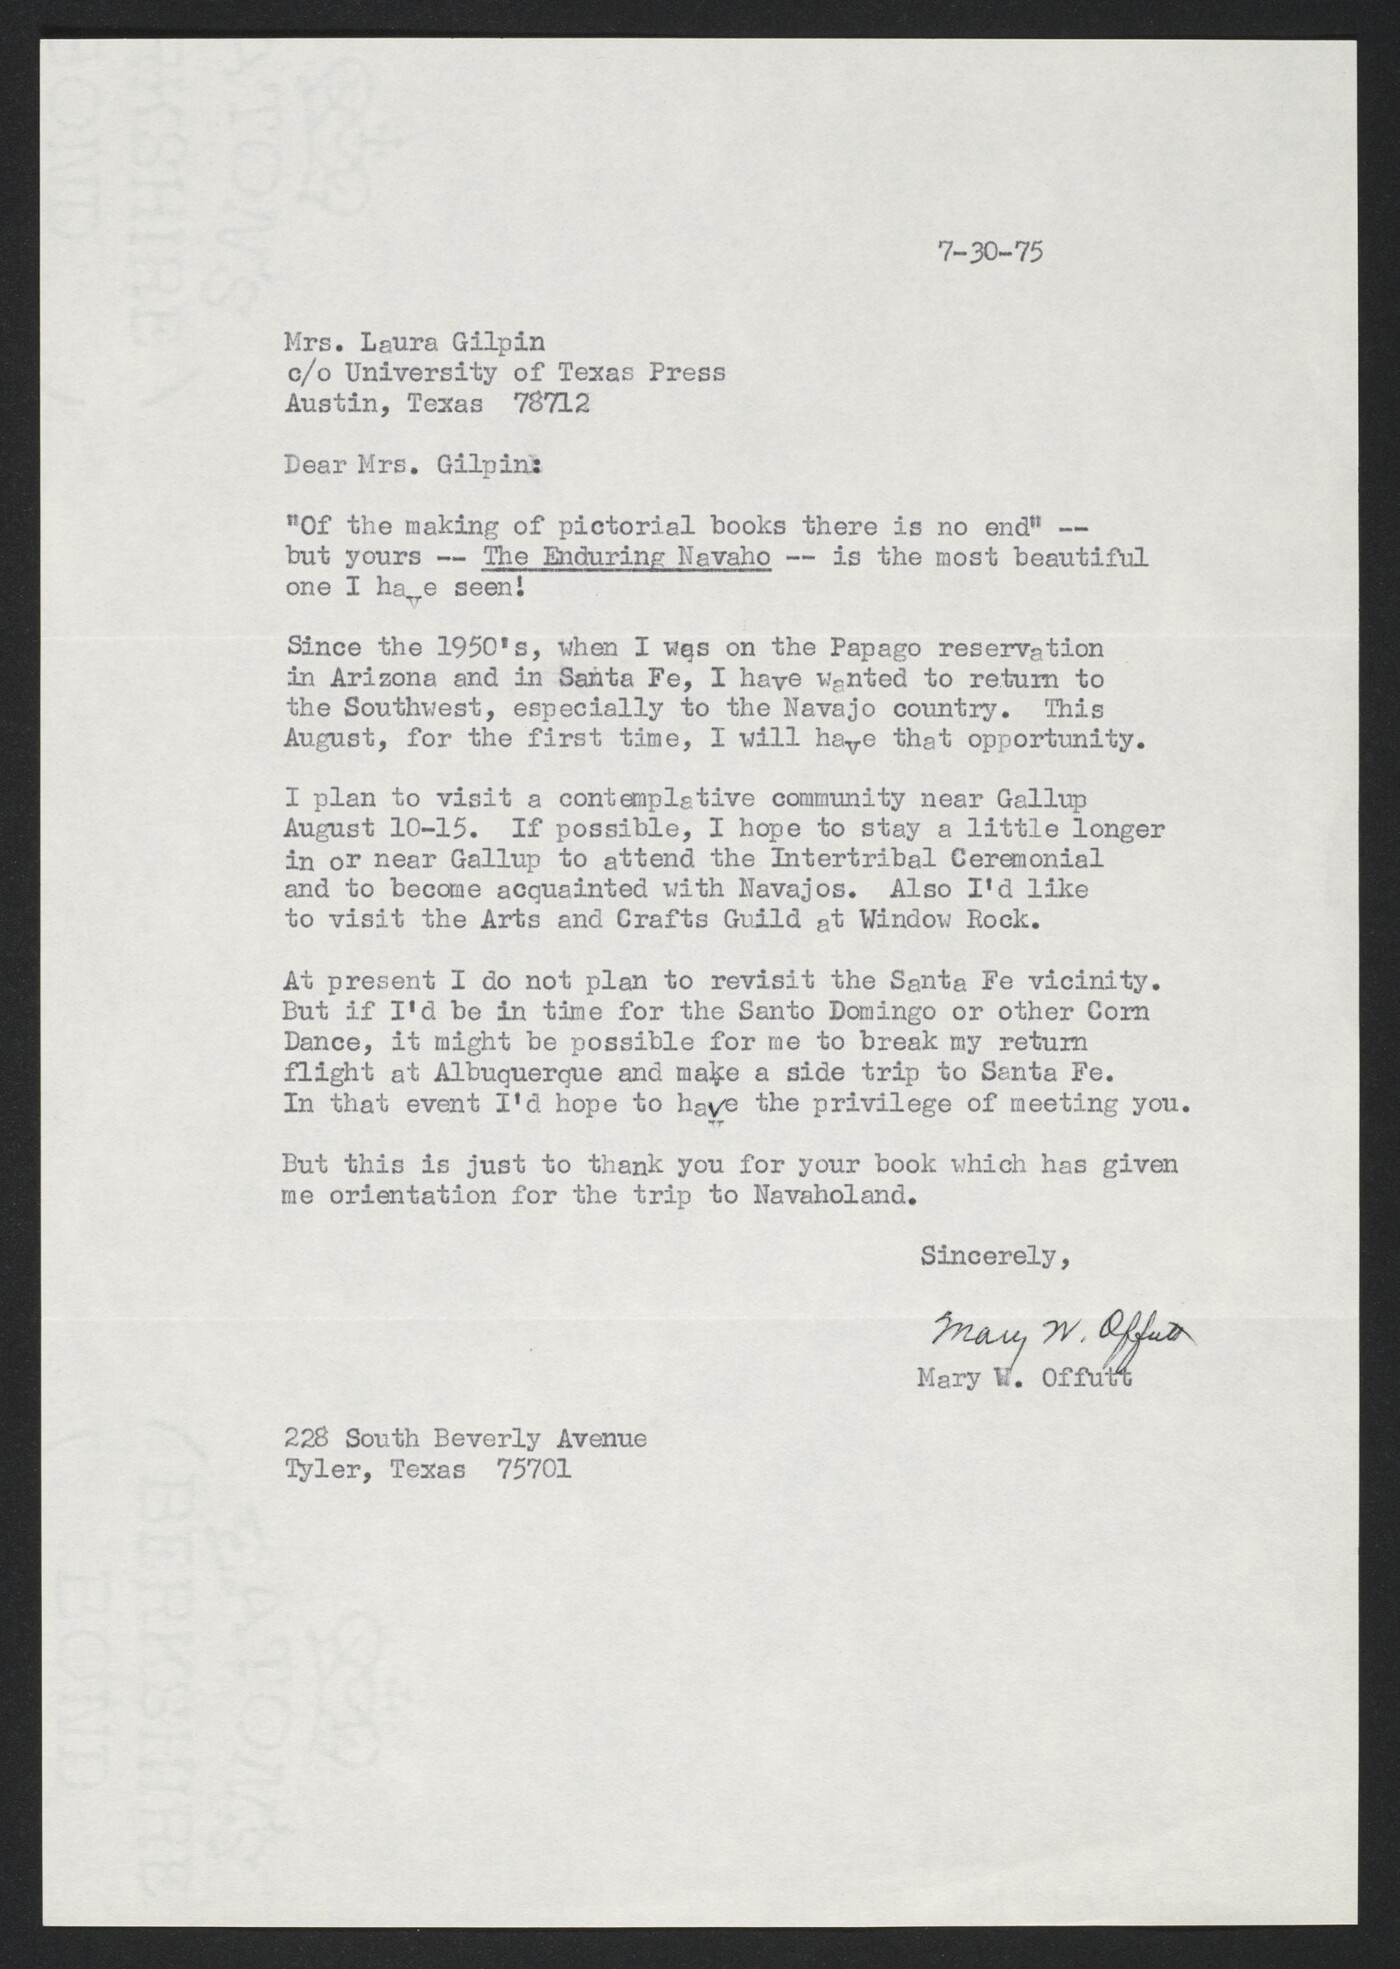 7-30-75
Mrs. Laura Gilpin
c/o University of Texas Press
Austin, Texas  78712
Dear Mrs. Gilpin:
"Of the making of pictorial books there is no end" --
but yours -- The Enduring Navaho -- is the most beautiful
one I have seen!
Since the 1950's, when I was on the Papago reservation
in Arizona and in Santa Fe, I have wanted to return to
the Southwest, especially to the Navajo country.  This
August, for the first time, I will have that opportunity.
I plan to visit a contemplative community near Gallup
August 10-15.  If possible, I hope to stay a little longer
in or near Gallup to attend the Intertribal Ceremonial
and to become acquainted with Navajos.  Also I'd like
to visit the Arts and Crafts Guild at Window Rock.
At present I do not plan to revisit the Santa Fe vicinity.
But if I'd be in time for the Santo Domingo or other Corn
Dance, it might be possible for me to break my return
flight at Albuquerque and make a side trip to Santa Fe.
In that event I'd hope to have the privilege of meeting you.
But this is just to thank you for your book which has given
me orientation for the trip to Navaholand.
Sincerely,
Mary W. Offutt
Mary W. Offutt
228 South Beverly Avenue
Tyler, Texas  75701
EATON'S
(BERKSHIRE)
BOND